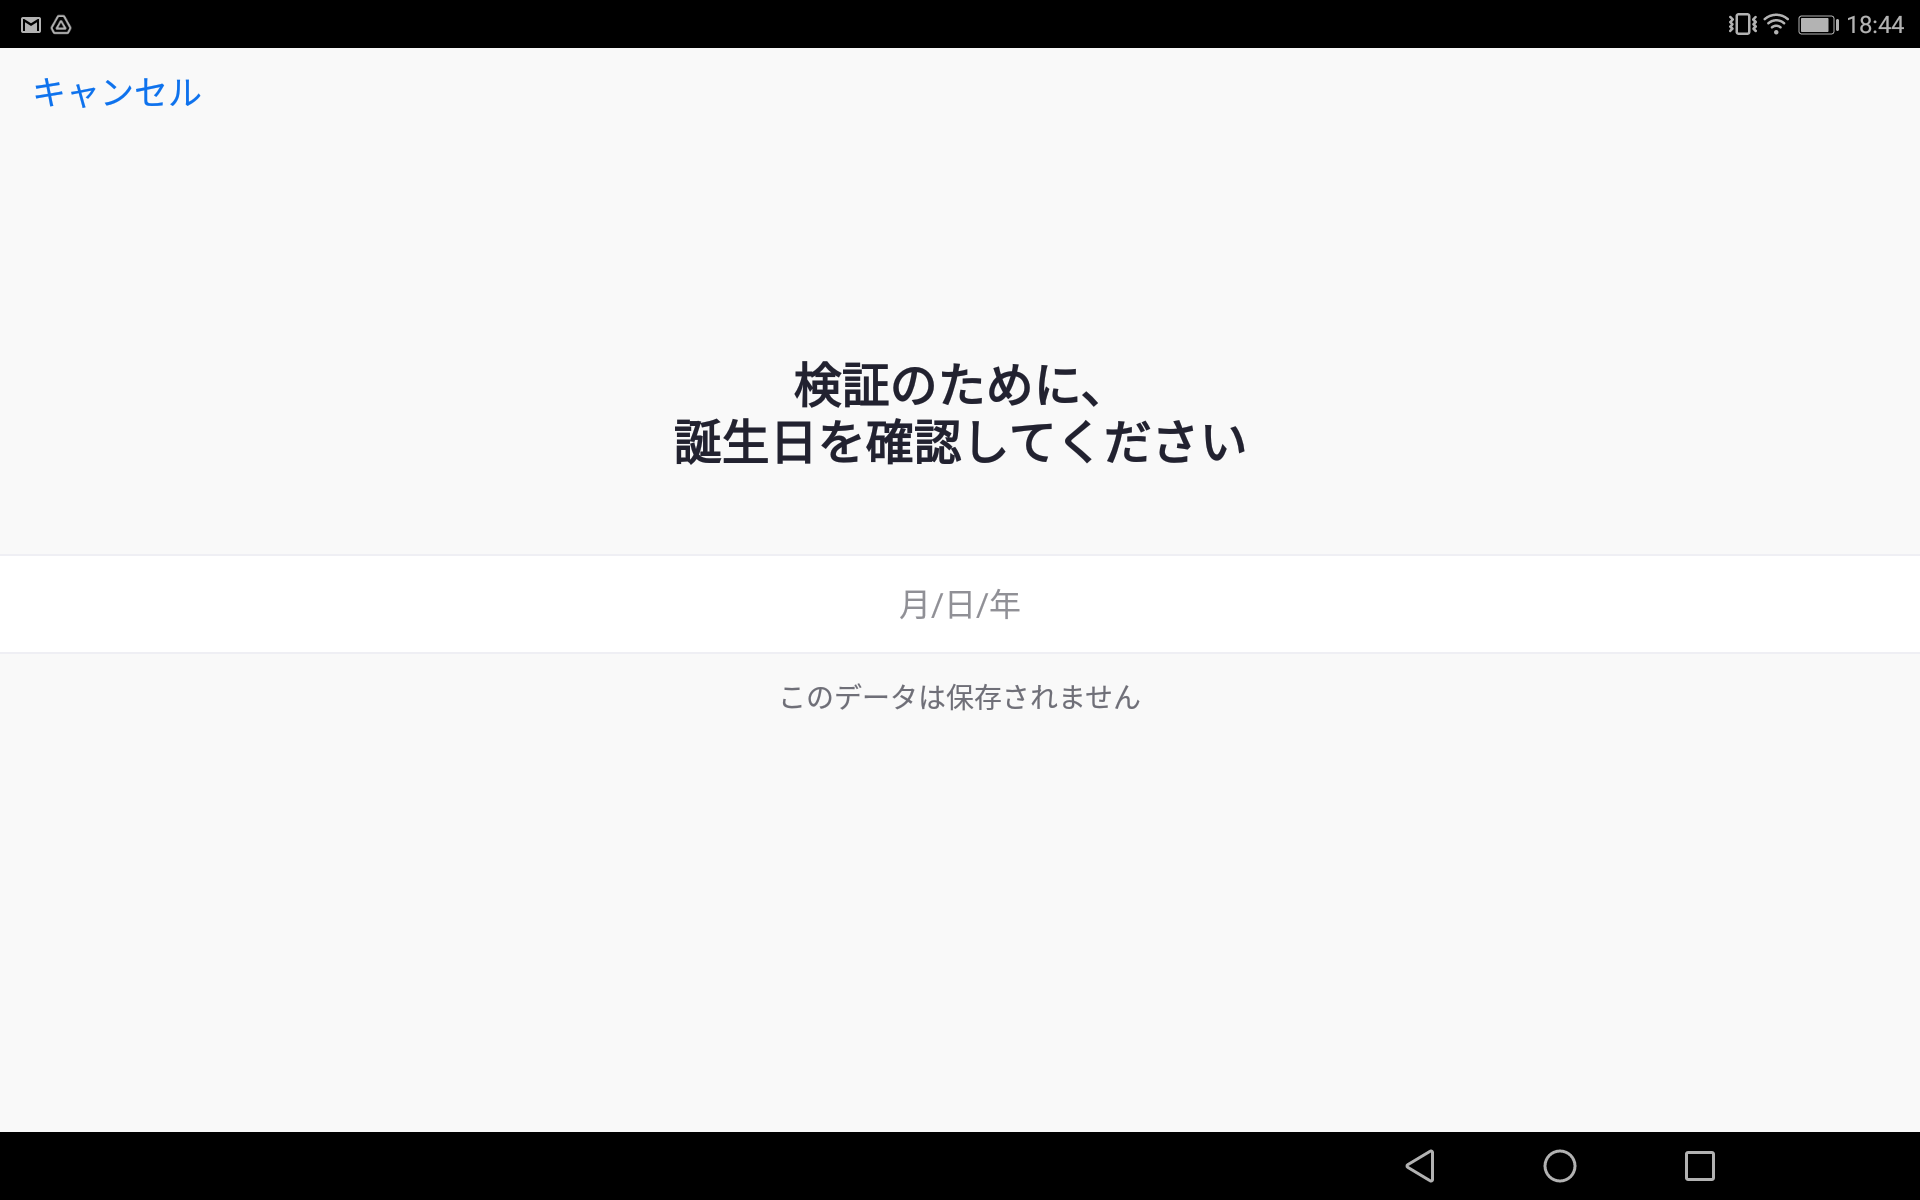 18:44
キャンセル
検証のために、
誕生日を確認してください
月/日/年
このデータは保存されません